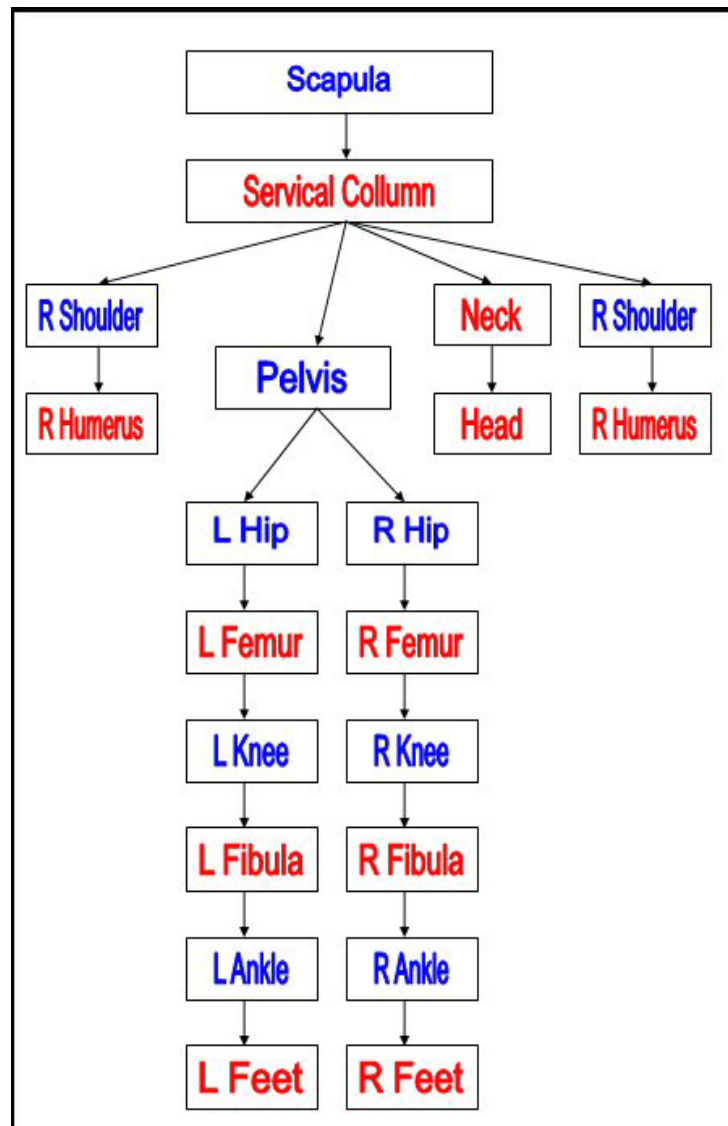 Scapula
Servical Collumn
R Shoulder
Neck
R Shoulder
Pelvis
R Humerus
Head
R Humerus
L Hip
R Hip
L Femur
R Femur
L Knee
R Knee
L Fibula
R Fibula
L Ankle
R Ankle
L Feet
R Feet